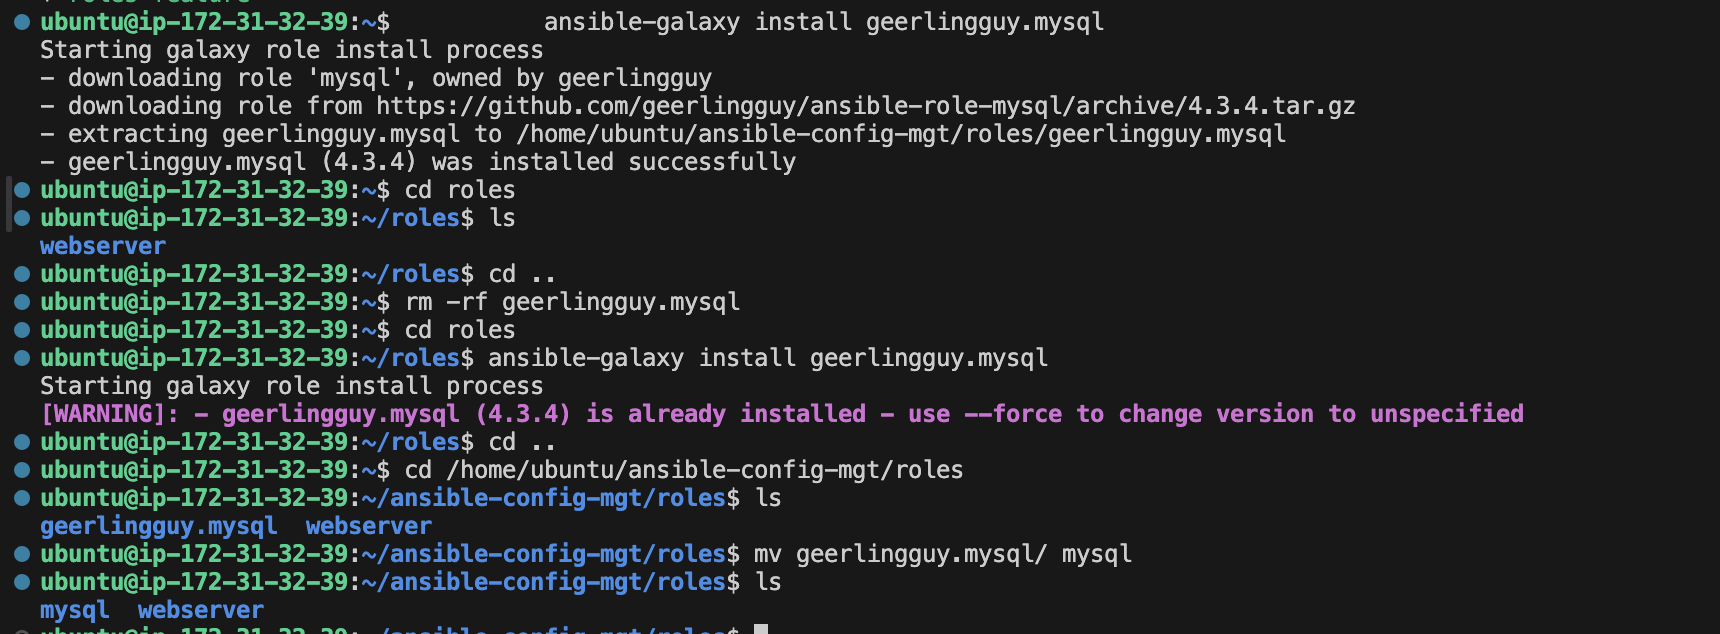 ubuntu@ip-172-31-32-39:~$ ansible-galaxy install geerlingguy.mysql
Starting galaxy role install process
- downloading role 'mysql', owned by geerlingguy
- downloading role from https://github.com/geerlingguy/ansible-role-mysql/archive/4.3.4.tar.gz
- extracting geerlingguy.mysql to /home/ubuntu/ansible-config-mgt/roles/geerlingguy.mysql
- geerlingguy.mysql (4.3.4) was installed successfully
ubuntu@ip-172-31-32-39:~$ cd roles
ubuntu@ip-172-31-32-39:~/roles$ ls
webserver
ubuntu@ip-172-31-32-39:~/roles$ cd ..
ubuntu@ip-172-31-32-39:~$ rm -rf geerlingguy.mysql
ubuntu@ip-172-31-32-39:~$ cd roles
ubuntu@ip-172-31-32-39:~/roles$ ansible-galaxy install geerlingguy.mysql
Starting galaxy role install process
[WARNING]: - geerlingguy.mysql (4.3.4) is already installed - use --force to change version to unspecified
ubuntu@ip-172-31-32-39:~/roles$ cd ..
ubuntu@ip-172-31-32-39:~$ cd /home/ubuntu/ansible-config-mgt/roles
ubuntu@ip-172-31-32-39:~/ansible-config-mgt/roles$ ls
geerlingguy.mysql  webserver
ubuntu@ip-172-31-32-39:~/ansible-config-mgt/roles$ mv geerlingguy.mysql/ mysql
ubuntu@ip-172-31-32-39:~/ansible-config-mgt/roles$ ls
mysql  webserver
ubuntu@ip-172-31-32-39:~/ansible-config-mgt/roles$